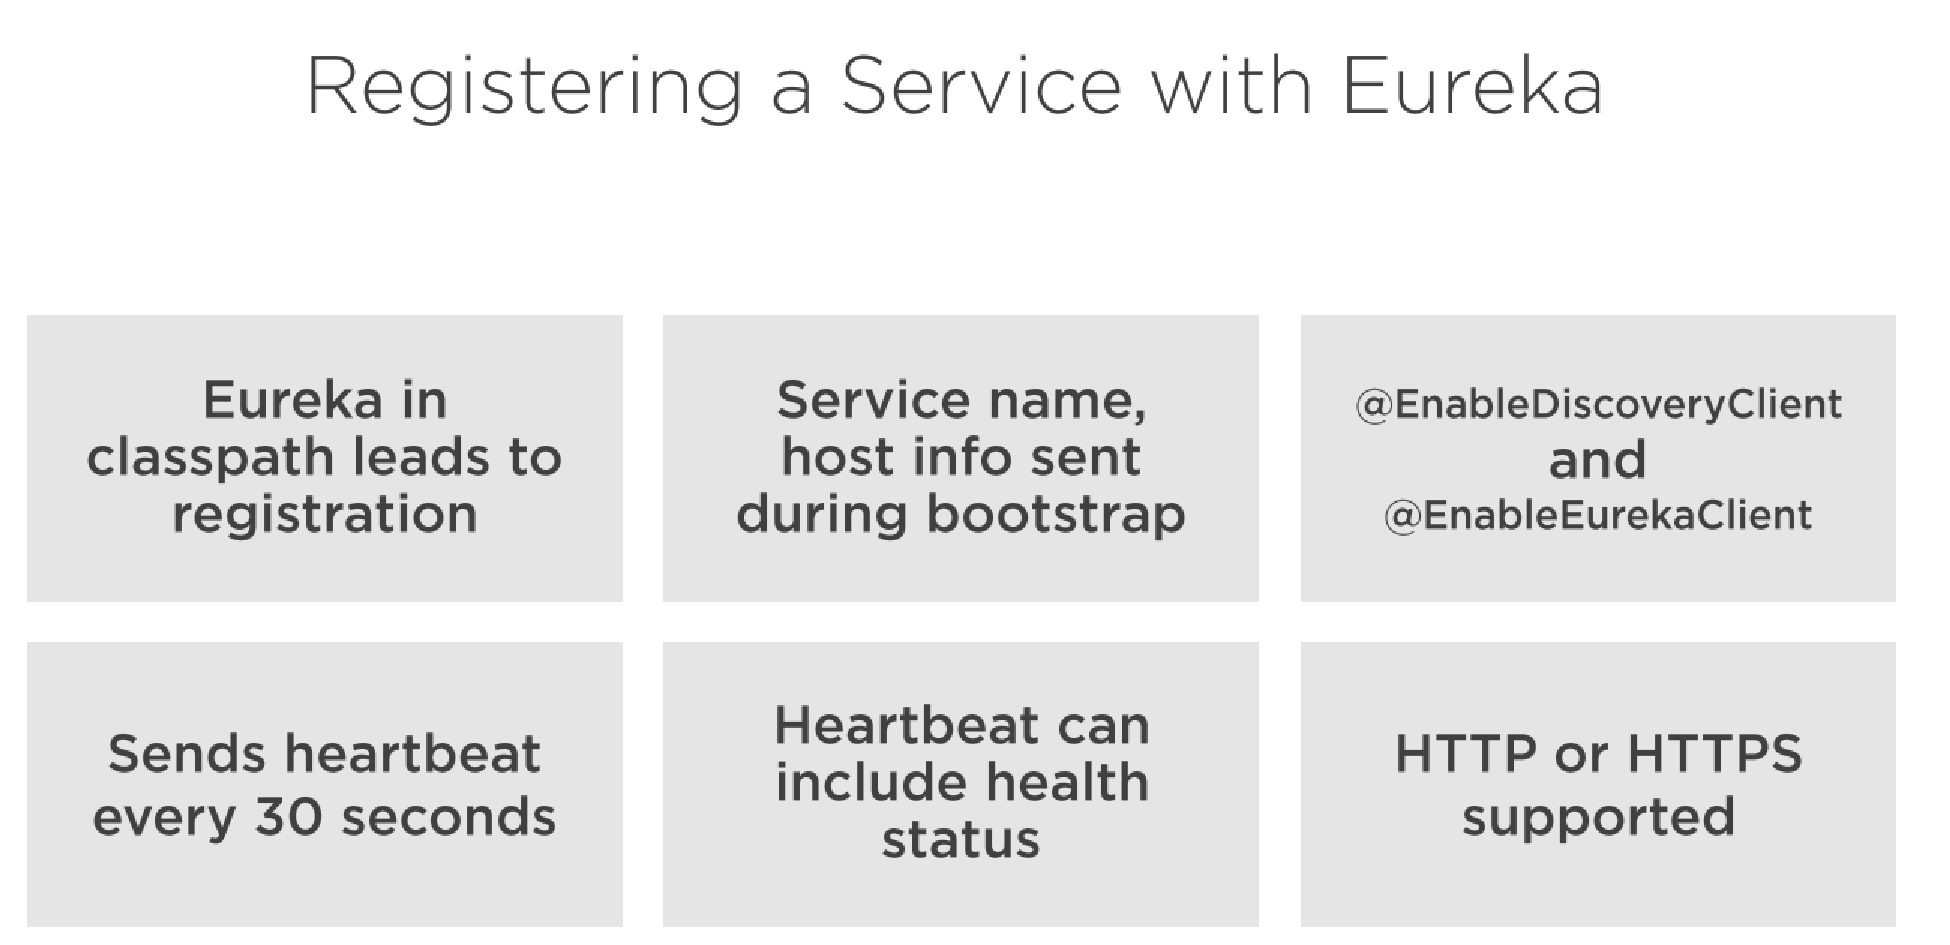 Registering a Service with Eureka
Eureka in
classpath leads to
registration
Service name,
host info sent
during bootstrap
@EnableDiscoveryClient
and
@EnableEurekaClient
Sends heartbeat
every 30 seconds
Heartbeat can
include health
status
HTTP or HTTPS
supported